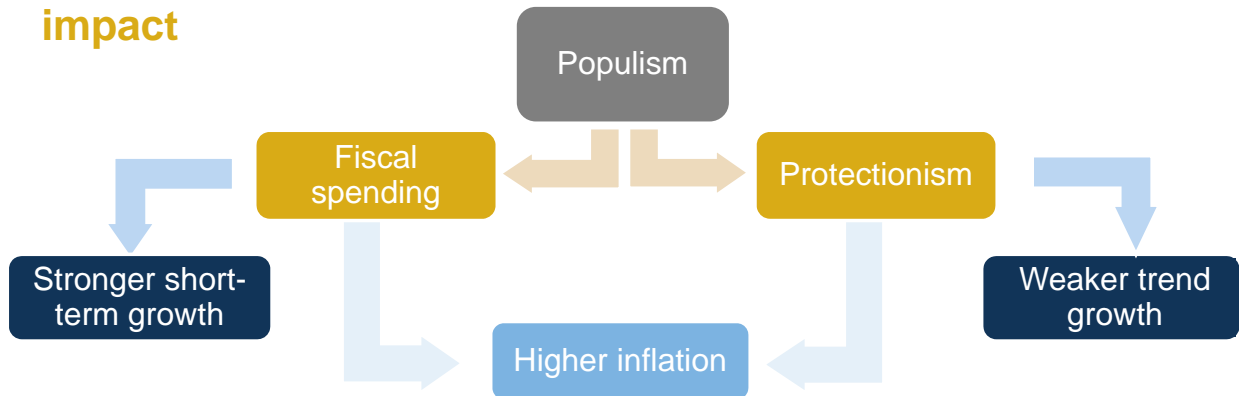 impact
Populism
Fiscal
spending
Protectionism
Stronger short-
term growth
Weaker trend
growth
Higher inflation